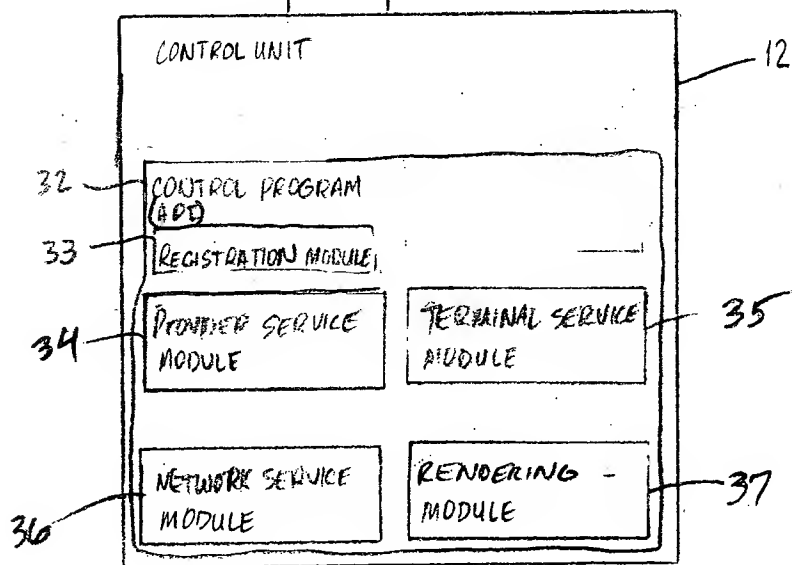 CONTROL UNIT
12
32
CONTROL PROGRAM
(API)
33
REGISTRATION MODULE
34
PROVIDER SERVICE
MODULE
TERMINAL SERVICE
MODULE
35
36
NETWORK SERVICE
MODULE
RENDERING -
MODULE
37